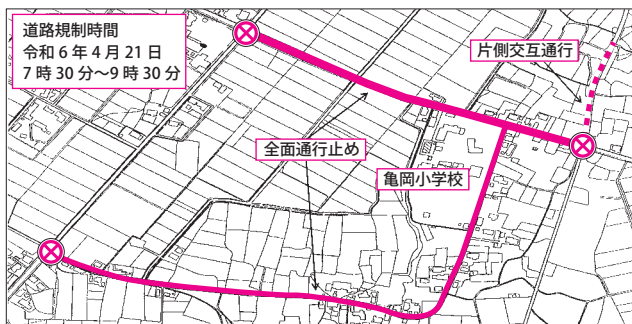 道路規制時間
令和6年4月21日
7時30分〜9時30分
片側交互通行
全面通行止め
亀岡小学校